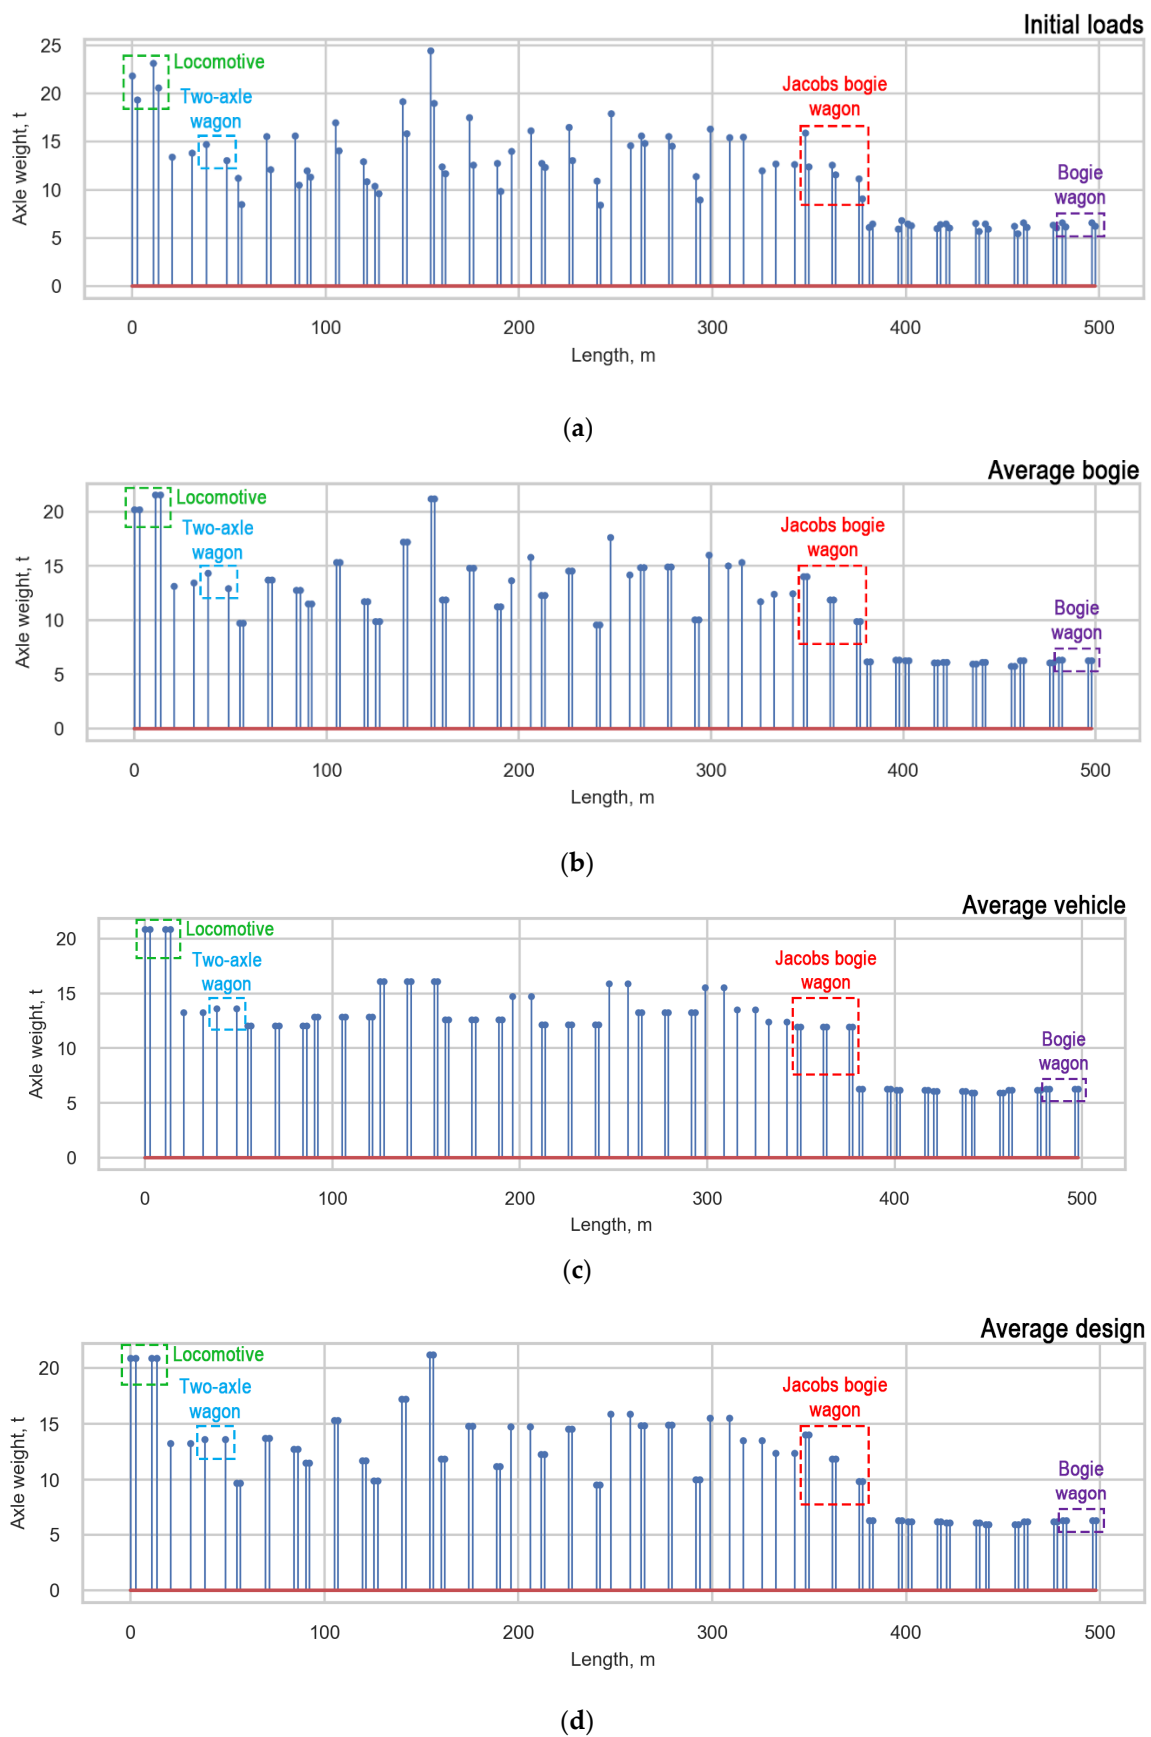 Initial loads
25
20
15
10
5
0
Axle weight, t
Locomotive
Two-axle
wagon
Jacobs bogie
wagon
Bogie
wagon
0 100 200 300 400 500
Length, m
(a)
Average bogie
20
15
10
5
0
Axle weight, t
Locomotive
Two-axle
wagon
Jacobs bogie
wagon
Bogie
wagon
0 100 200 300 400 500
Length, m
(b)
Average vehicle
20
15
10
5
0
Axle weight, t
Locomotive
Two-axle
wagon
Jacobs bogie
wagon
Bogie
wagon
0 100 200 300 400 500
Length, m
(c)
Average design
20
15
10
5
0
Axle weight, t
Locomotive
Two-axle
wagon
Jacobs bogie
wagon
Bogie
wagon
0 100 200 300 400 500
Length, m
(d)